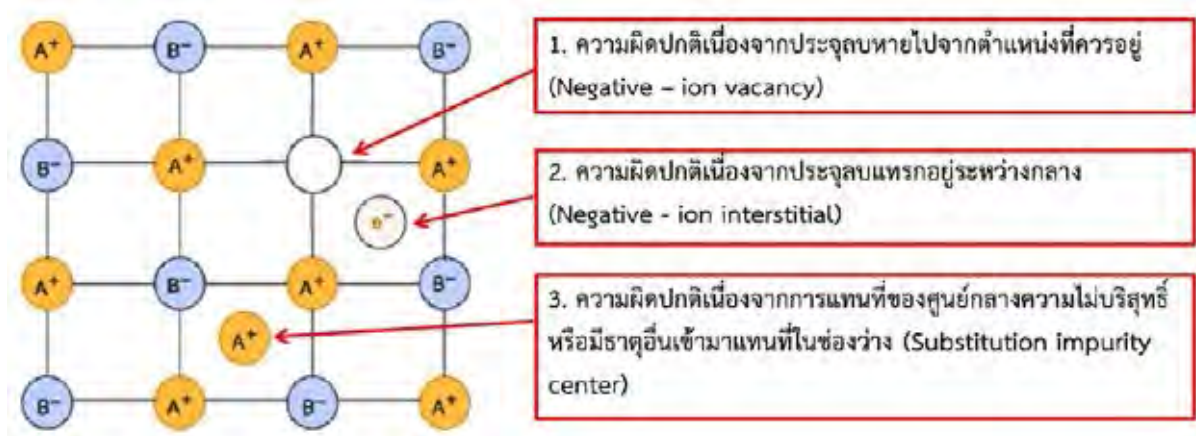 A⁺ B⁻ A⁺ B⁻
1. ความผิดปกติเนื่องจากประจุลบหายไปจากตำแหน่งที่ควรอยู่
(Negative – ion vacancy)
B⁻ A⁺ A⁺
2. ความผิดปกติเนื่องจากประจุลบแทรกอยู่ระหว่างกลาง
(Negative - ion interstitial)
e⁻
A⁺ B⁻ A⁺ B⁻
3. ความผิดปกติเนื่องจากการแทนที่ของศูนย์กลางความไม่บริสุทธิ์
หรือมีธาตุอื่นเข้ามาแทนที่ในช่องว่าง (Substitution impurity
center)
A⁺
B⁻ A⁺ B⁻ A⁺